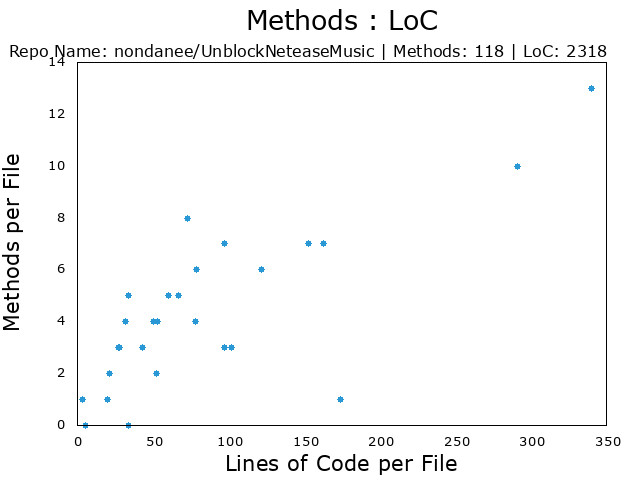 Methods : LoC
Repo Name: nondanee/UnblockNeteaseMusic | Methods: 118 | LoC: 2318
14
12
10
8
6
4
2
0
Methods per File
0 50 100 150 200 250 300 350
Lines of Code per File